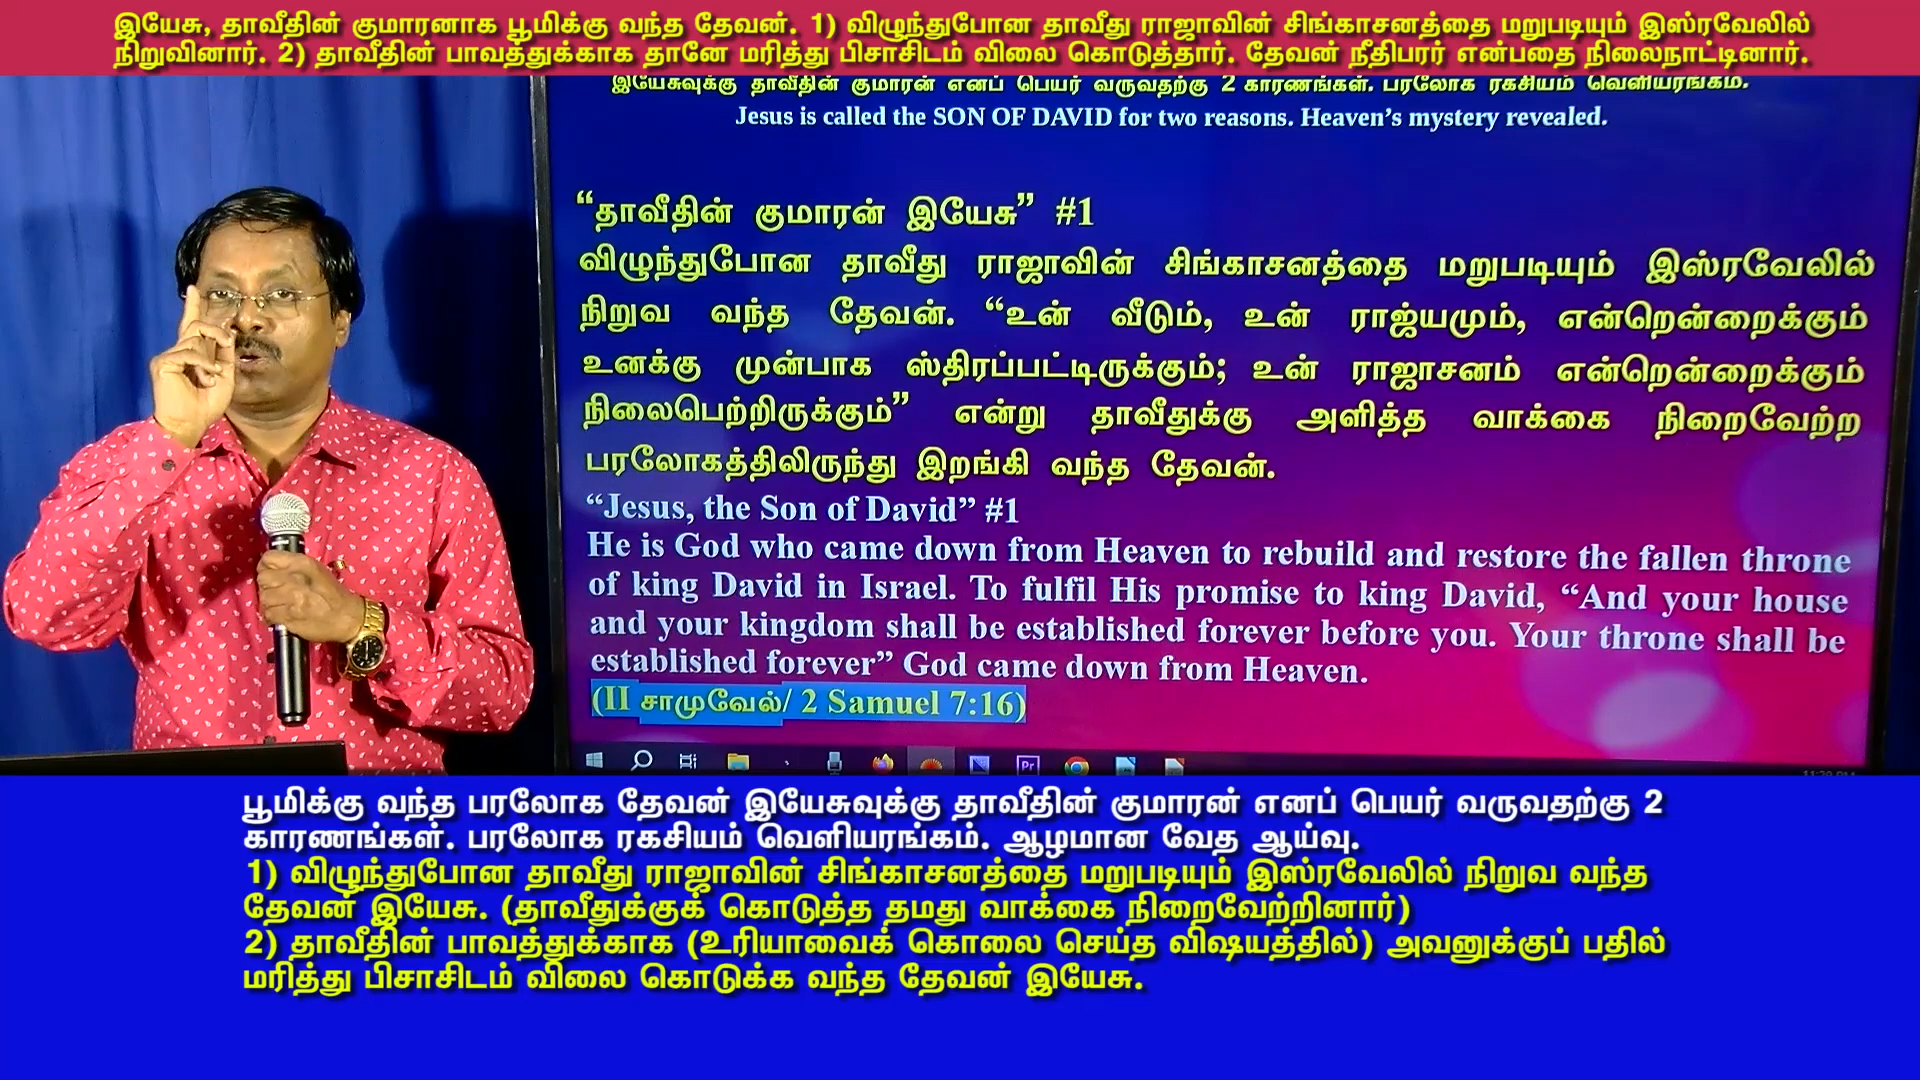 இயேசு, தாவீதின் குமாரனாக பூமிக்கு வந்த தேவன். 1) விழுந்துபோன தாவீது ராஜாவின் சிங்காசனத்தை மறுபடியும் இஸ்ரவேலில்
நிறுவினார். 2) தாவீதின் பாவத்துக்காக தானே மரித்து பிசாசிடம் விலை கொடுத்தார். தேவன் நீதிபரர் என்பதை நிலைநாட்டினார்.
இயேசுவுக்கு தாவீதின் குமாரன் எனப் பெயர் வருவதற்கு 2 காரணங்கள். பரலோக ரகசியம் வெளியரங்கம்.
Jesus is called the SON OF DAVID for two reasons. Heaven's mystery revealed.
“தாவீதின் குமாரன் இயேசு” #1
விழுந்துபோன தாவீது ராஜாவின் சிங்காசனத்தை மறுபடியும் இஸ்ரவேலில்
நிறுவ வந்த தேவன். “உன் வீடும், உன் ராஜ்யமும், என்றென்றைக்கும்
உனக்கு முன்பாக ஸ்திரப்பட்டிருக்கும்; உன் ராஜாசனம் என்றென்றைக்கும்
நிலைபெற்றிருக்கும்” என்று தாவீதுக்கு அளித்த வாக்கை நிறைவேற்ற
பரலோகத்திலிருந்து இறங்கி வந்த தேவன்.
“Jesus, the Son of David” #1
He is God who came down from Heaven to rebuild and restore the fallen throne
of king David in Israel. To fulfil His promise to king David, “And your house
and your kingdom shall be established forever before you. Your throne shall be
established forever” God came down from Heaven.
(II சாமுவேல்/ 2 Samuel 7:16)
Pr
பூமிக்கு வந்த பரலோக தேவன் இயேசுவுக்கு தாவீதின் குமாரன் எனப் பெயர் வருவதற்கு 2
காரணங்கள். பரலோக ரகசியம் வெளியரங்கம். ஆழமான வேத ஆய்வு.
1) விழுந்துபோன தாவீது ராஜாவின் சிங்காசனத்தை மறுபடியும் இஸ்ரவேலில் நிறுவ வந்த
தேவன் இயேசு. (தாவீதுக்குக் கொடுத்த தமது வாக்கை நிறைவேற்றினார்)
2) தாவீதின் பாவத்துக்காக (உரியாவைக் கொலை செய்த விஷயத்தில்) அவனுக்குப் பதில்
மரித்து பிசாசிடம் விலை கொடுக்க வந்த தேவன் இயேசு.